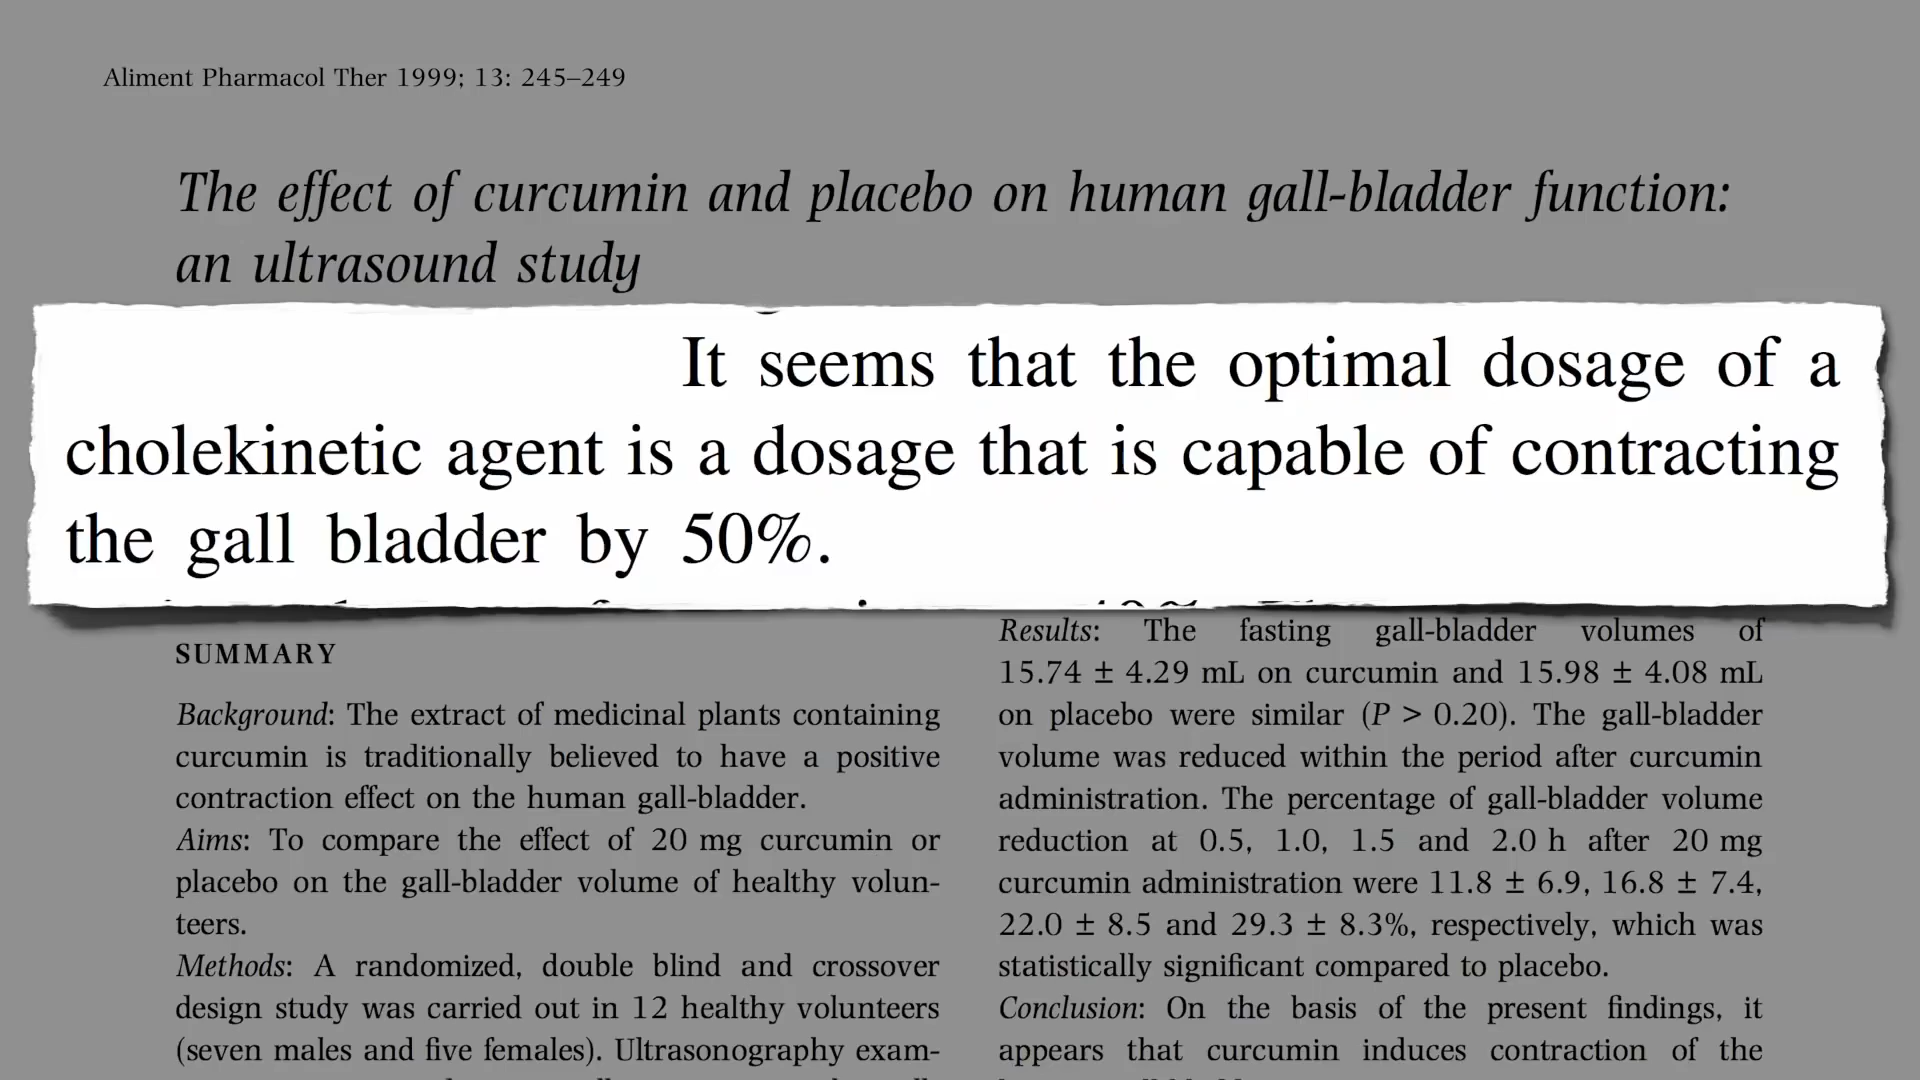 Aliment Pharmacol Ther 1999; 13: 245–249
The effect of curcumin and placebo on human gall-bladder function:
an ultrasound study
It seems that the optimal dosage of a
cholekinetic agent is a dosage that is capable of contracting
the gall bladder by 50%.
SUMMARY
Background: The extract of medicinal plants containing
curcumin is traditionally believed to have a positive
contraction effect on the human gall-bladder.
Aims: To compare the effect of 20 mg curcumin or
placebo on the gall-bladder volume of healthy volun-
teers.
Methods: A randomized, double blind and crossover
design study was carried out in 12 healthy volunteers
(seven males and five females). Ultrasonography exam-
Results: The fasting gall-bladder volumes of
15.74 ± 4.29 mL on curcumin and 15.98 ± 4.08 mL
on placebo were similar (P > 0.20). The gall-bladder
volume was reduced within the period after curcumin
administration. The percentage of gall-bladder volume
reduction at 0.5, 1.0, 1.5 and 2.0 h after 20 mg
curcumin administration were 11.8 ± 6.9, 16.8 ± 7.4,
22.0 ± 8.5 and 29.3 ± 8.3%, respectively, which was
statistically significant compared to placebo.
Conclusion: On the basis of the present findings, it
appears that curcumin induces contraction of the